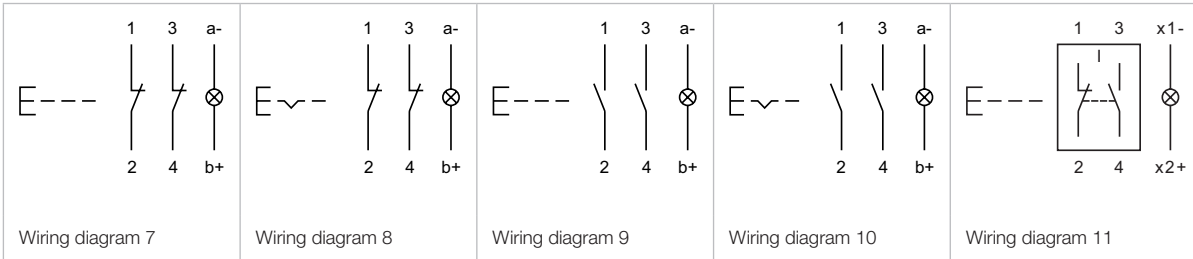 1 3 a-
2 4 b+
Wiring diagram 7
1 3 a-
2 4 b+
Wiring diagram 8
1 3 a-
2 4 b+
Wiring diagram 9
1 3 a-
2 4 b+
Wiring diagram 10
1 3 x1-
I
2 4 x2+
Wiring diagram 11